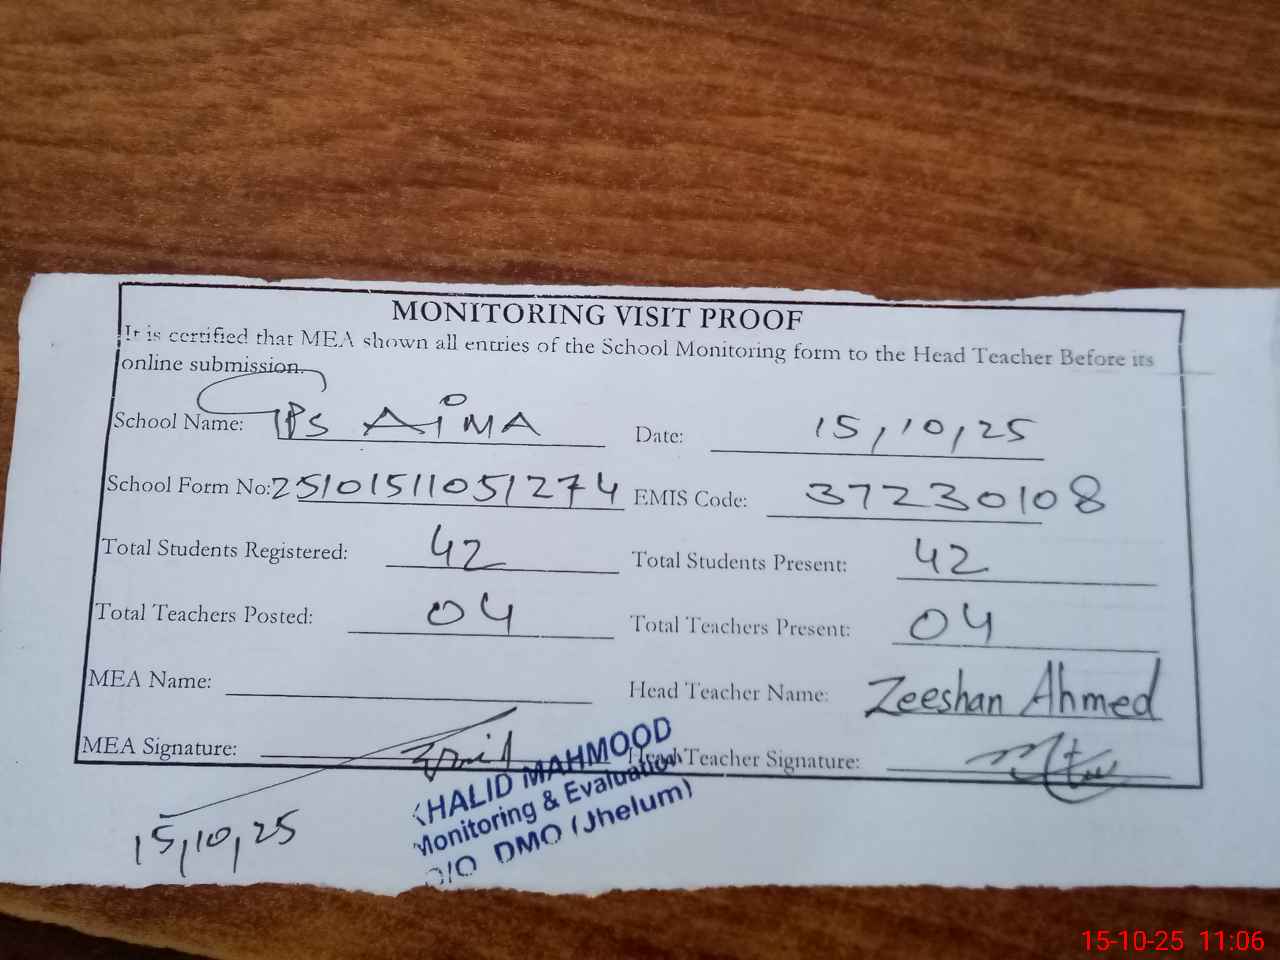 MONITORING VISIT PROOF
It is certified that MEA shown all entries of the School Monitoring form to the Head Teacher Before its
online submission.
School Name: GPS AiMA Date: 15,10,25
School Form No: 25101511051274 EMIS Code: 37230108
Total Students Registered: 42 Total Students Present: 42
Total Teachers Posted: 04 Total Teachers Present: 04
MEA Name: Head Teacher Name: Zeeshan Ahmed
MEA Signature: Head Teacher Signature:
15,10,25
KHALID MAHMOOD
Monitoring & Evaluation
O/O DMO (Jhelum)
15-10-25 11:06